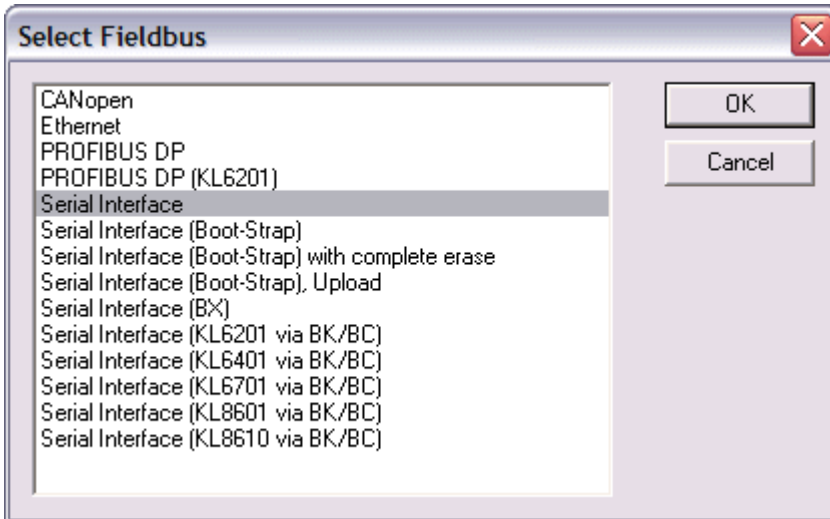 Select Fieldbus
CANopen
Ethernet
PROFIBUS DP
PROFIBUS DP (KL6201)
Serial Interface
Serial Interface (Boot-Strap)
Serial Interface (Boot-Strap) with complete erase
Serial Interface (Boot-Strap), Upload
Serial Interface (BX)
Serial Interface (KL6201 via BK/BC)
Serial Interface (KL6401 via BK/BC)
Serial Interface (KL6701 via BK/BC)
Serial Interface (KL8601 via BK/BC)
Serial Interface (KL8610 via BK/BC)
OK
Cancel